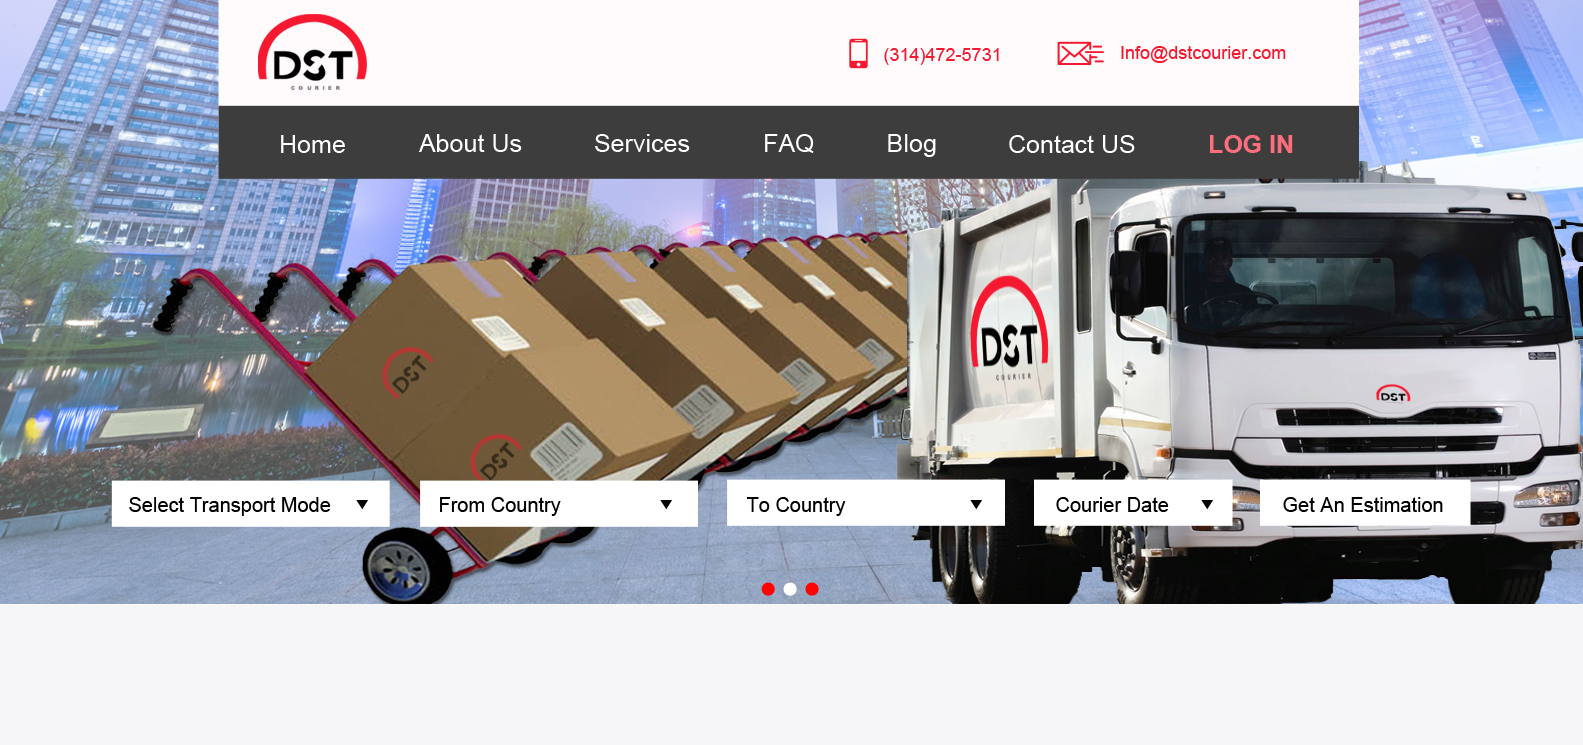 DST
COURIER
(314)472-5731
Info@dstcourier.com
Home
About Us
Services
FAQ
Blog
Contact US
LOG IN
DST
DST
DST
COURIER
DST
Select Transport Mode
From Country
To Country
Courier Date
Get An Estimation